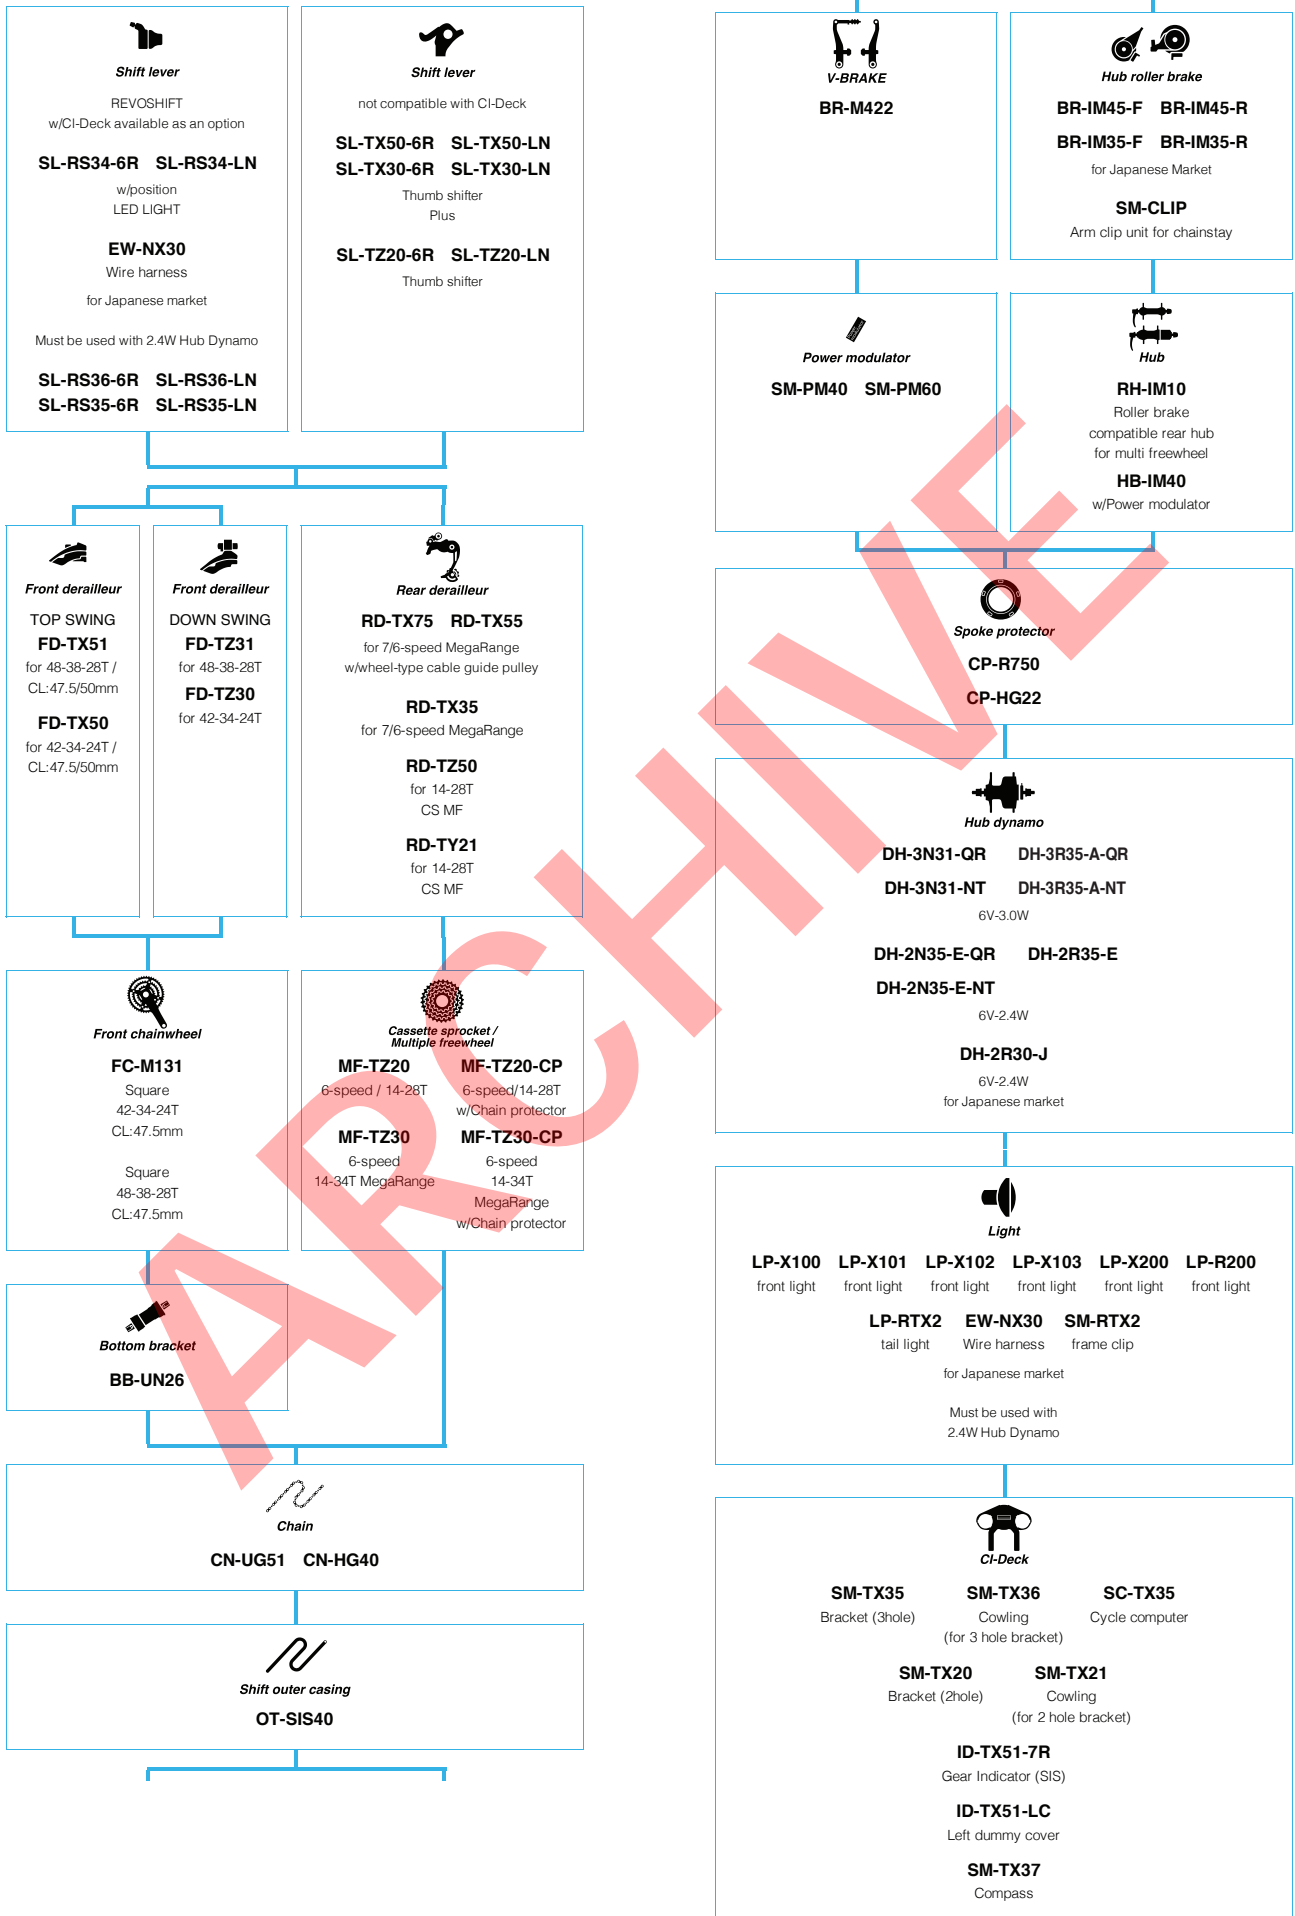 Shift lever
REVOSHIFT
w/CI-Deck available as an option
SL-RS34-6R SL-RS34-LN
w/position
LED LIGHT
EW-NX30
Wire harness
for Japanese market
Must be used with 2.4W Hub Dynamo
SL-RS36-6R SL-RS36-LN
SL-RS35-6R SL-RS35-LN
Shift lever
not compatible with CI-Deck
SL-TX50-6R SL-TX50-LN
SL-TX30-6R SL-TX30-LN
Thumb shifter
Plus
SL-TZ20-6R SL-TZ20-LN
Thumb shifter
Front derailleur
TOP SWING
FD-TX51
for 48-38-28T /
CL:47.5/50mm
FD-TX50
for 42-34-24T /
CL:47.5/50mm
Front derailleur
DOWN SWING
FD-TZ31
for 48-38-28T
FD-TZ30
for 42-34-24T
Rear derailleur
RD-TX75 RD-TX55
for 7/6-speed MegaRange
w/wheel-type cable guide pulley
RD-TX35
for 7/6-speed MegaRange
RD-TZ50
for 14-28T
CS MF
RD-TY21
for 14-28T
CS MF
Front chainwheel
FC-M131
Square
42-34-24T
CL:47.5mm
Square
48-38-28T
CL:47.5mm
Cassette sprocket /
Multiple freewheel
MF-TZ20 MF-TZ20-CP
6-speed / 14-28T 6-speed/14-28T
w/Chain protector
MF-TZ30 MF-TZ30-CP
6-speed 6-speed
14-34T MegaRange 14-34T
MegaRange
w/Chain protector
Bottom bracket
BB-UN26
Chain
CN-UG51 CN-HG40
Shift outer casing
OT-SIS40
V-BRAKE
BR-M422
Hub roller brake
BR-IM45-F BR-IM45-R
BR-IM35-F BR-IM35-R
for Japanese Market
SM-CLIP
Arm clip unit for chainstay
Power modulator
SM-PM40 SM-PM60
Hub
RH-IM10
Roller brake
compatible rear hub
for multi freewheel
HB-IM40
w/Power modulator
Spoke protector
CP-R750
CP-HG22
Hub dynamo
DH-3N31-QR DH-3R35-A-QR
DH-3N31-NT DH-3R35-A-NT
6V-3.0W
DH-2N35-E-QR DH-2R35-E
DH-2N35-E-NT
6V-2.4W
DH-2R30-J
6V-2.4W
for Japanese market
Light
LP-X100 LP-X101 LP-X102 LP-X103 LP-X200 LP-R200
front light front light front light front light front light front light
LP-RTX2 EW-NX30 SM-RTX2
tail light Wire harness frame clip
for Japanese market
Must be used with
2.4W Hub Dynamo
CI-Deck
SM-TX35 SM-TX36 SC-TX35
Bracket (3hole) Cowling Cycle computer
(for 3 hole bracket)
SM-TX20 SM-TX21
Bracket (2hole) Cowling
(for 2 hole bracket)
ID-TX51-7R
Gear Indicator (SIS)
ID-TX51-LC
Left dummy cover
SM-TX37
Compass
ARCHIVE